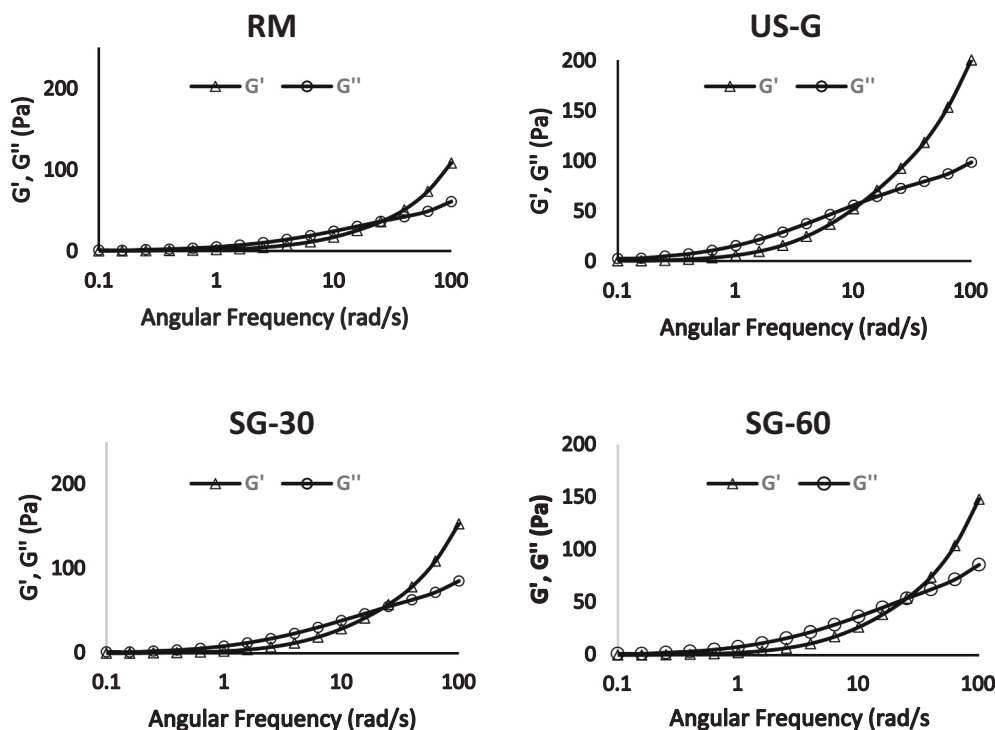 RM
G' G''
200
100
0
0.1 1 10 100
G', G'' (Pa)
Angular Frequency (rad/s)
US-G
G' G''
200
150
100
50
0
0.1 1 10 100
G', G'' (Pa)
Angular Frequency (rad/s)
SG-30
G' G''
200
100
0
0.1 1 10 100
G', G'' (Pa)
Angular Frequency (rad/s)
SG-60
G' G''
200
150
100
50
0
0.1 1 10 100
G', G'' (Pa)
Angular Frequency (rad/s